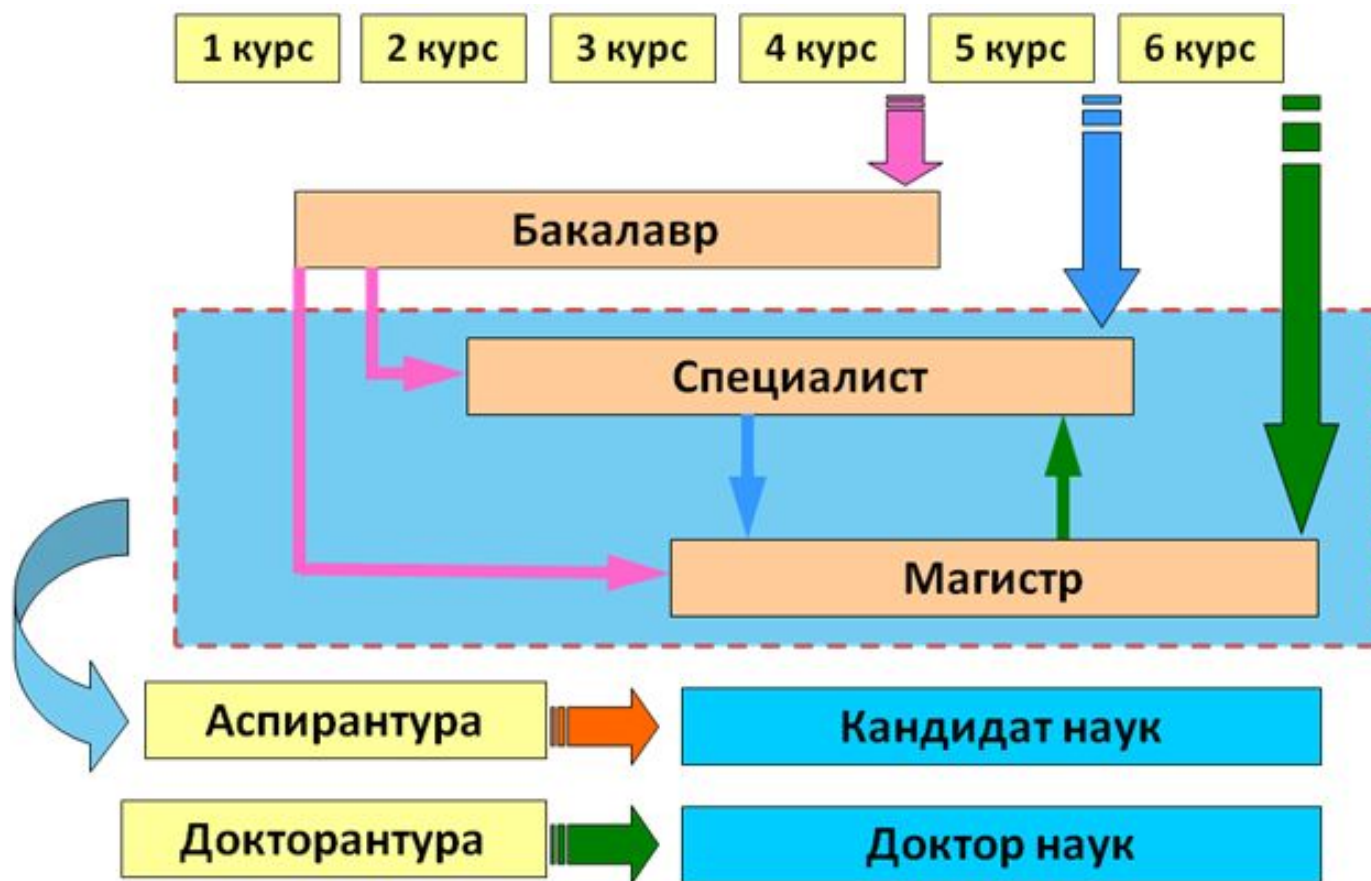 1 курс 2 курс 3 курс 4 курс 5 курс 6 курс
Бакалавр
Специалист
Магистр
Аспирантура Кандидат наук
Докторантура Доктор наук